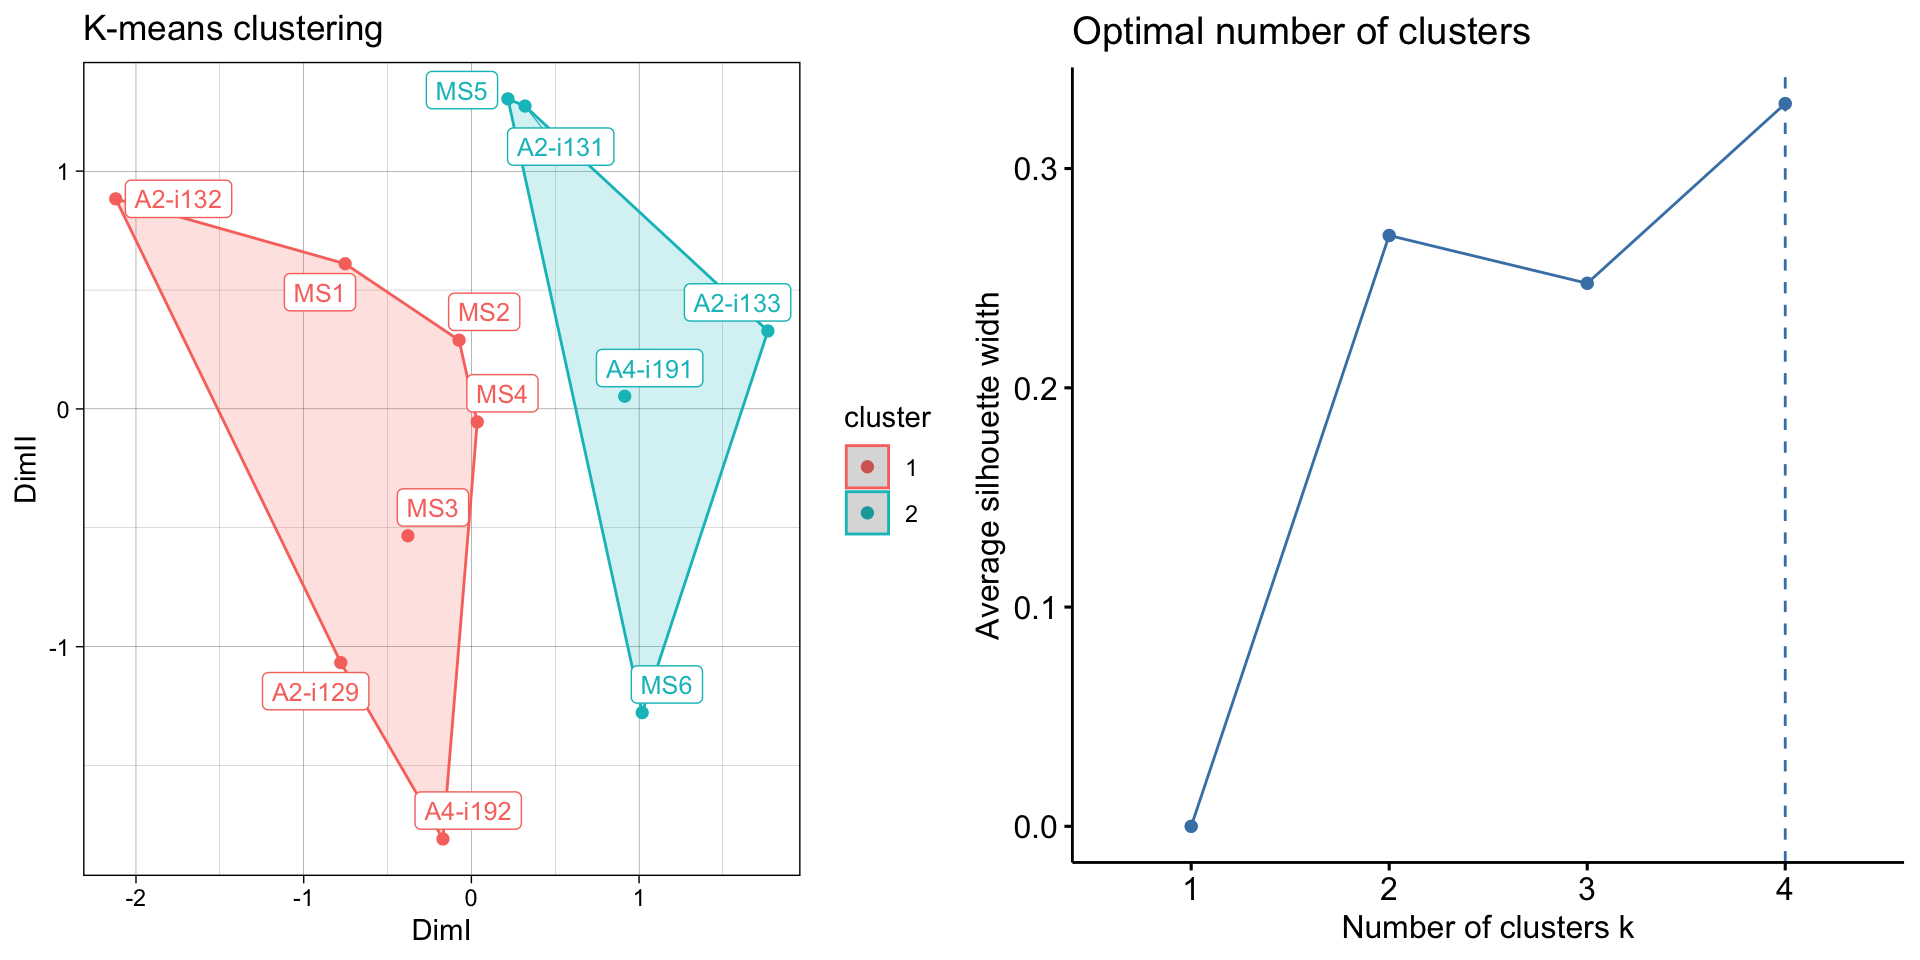 K-means clustering
MS5
A2-i131
A2-i132
MS1
MS2
A2-i133
A4-i191
MS4
MS3
A2-i129
MS6
A4-i192
1
0
-1
-2
-1
0
1
DimI
DimII
cluster
1
2
Optimal number of clusters
0.3
0.2
0.1
0.0
1
2
3
4
Number of clusters k
Average silhouette width